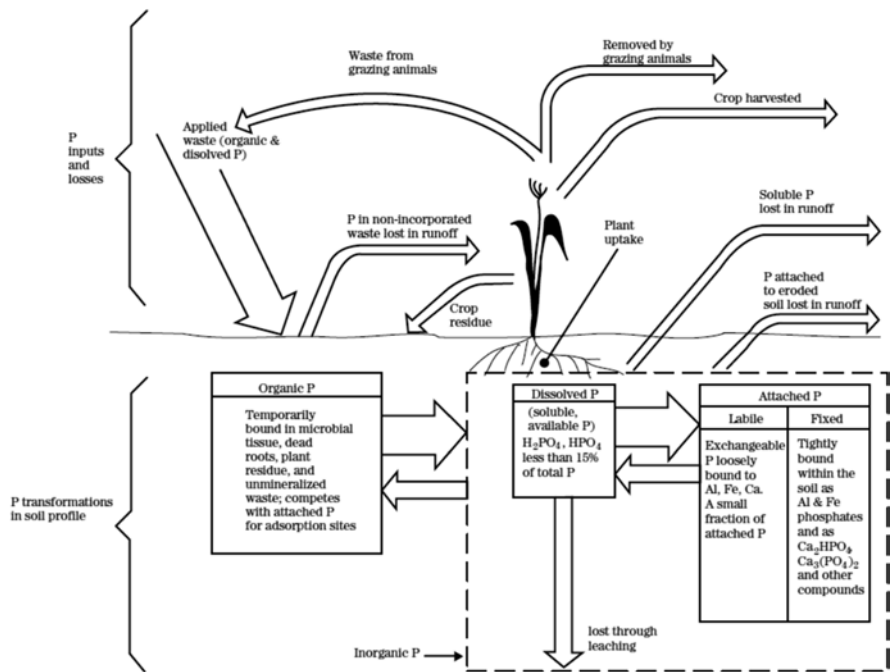 Waste from
grazing animals
Removed by
grazing animals
Crop harvested
P
inputs
and
losses
Applied
waste (organic &
disolved P)
P in non-incorporated
waste lost in runoff
Plant
uptake
Soluble P
lost in runoff
P attached
to eroded
soil lost in runoff
Crop
residue
P transformations
in soil profile
Organic P
Temporarily
bound in microbial
tissue, dead
roots, plant
residue, and
unmineralized
waste; competes
with attached P
for adsorption sites
Dissolved P
(soluble,
available P)
H₂PO₄, HPO₄
less than 15%
of total P
Attached P
Labile
Exchangeable
P loosely
bound to
Al, Fe, Ca.
A small
fraction of
attached P
Fixed
Tightly
bound
within the
soil as
Al & Fe
phosphates
and as
Ca₂HPO₄,
Ca₃(PO₄)₂
and other
compounds
Inorganic P
lost through
leaching